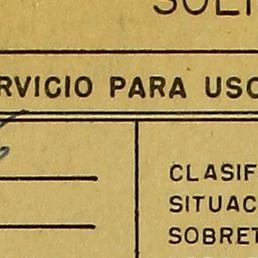 SOLI
RVICIO PARA USO
CLASIF
SITUAC
SOBRET